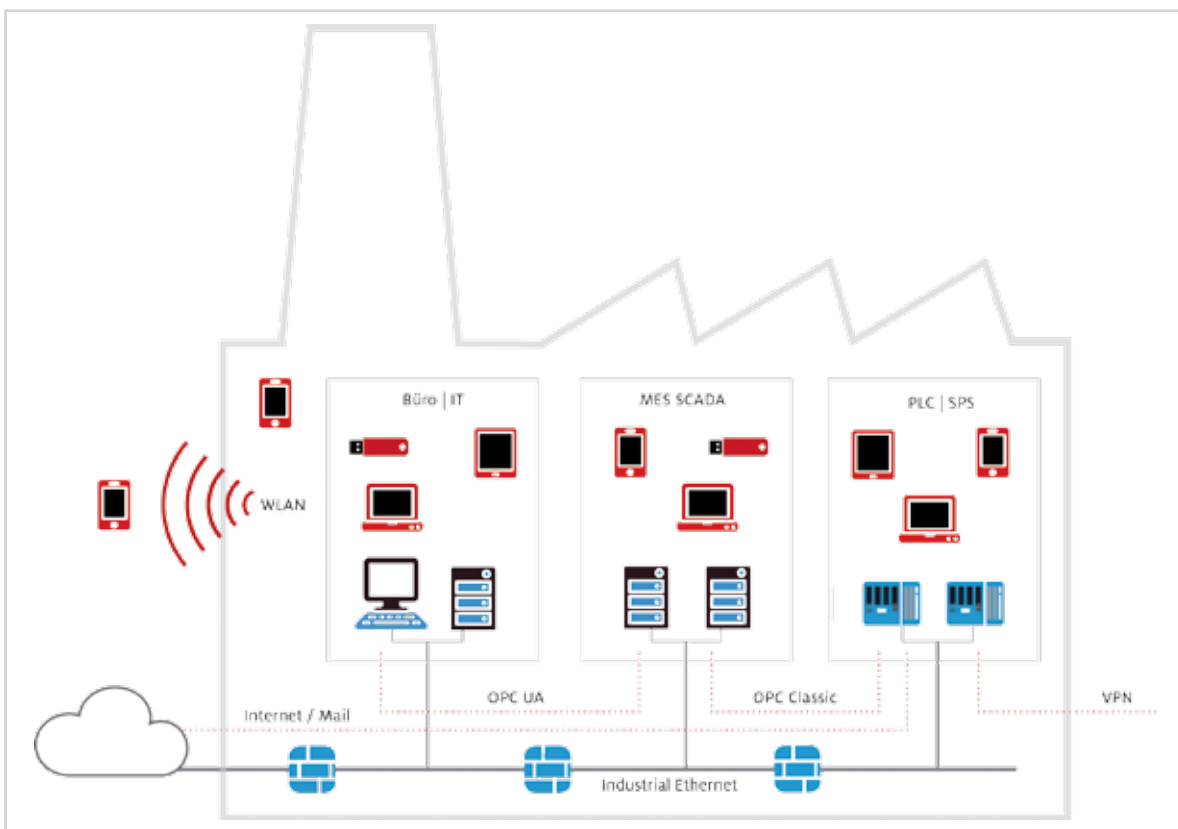 Büro | IT
MES SCADA
PLC | SPS
WLAN
OPC UA
OPC Classic
VPN
Internet / Mail
Industrial Ethernet